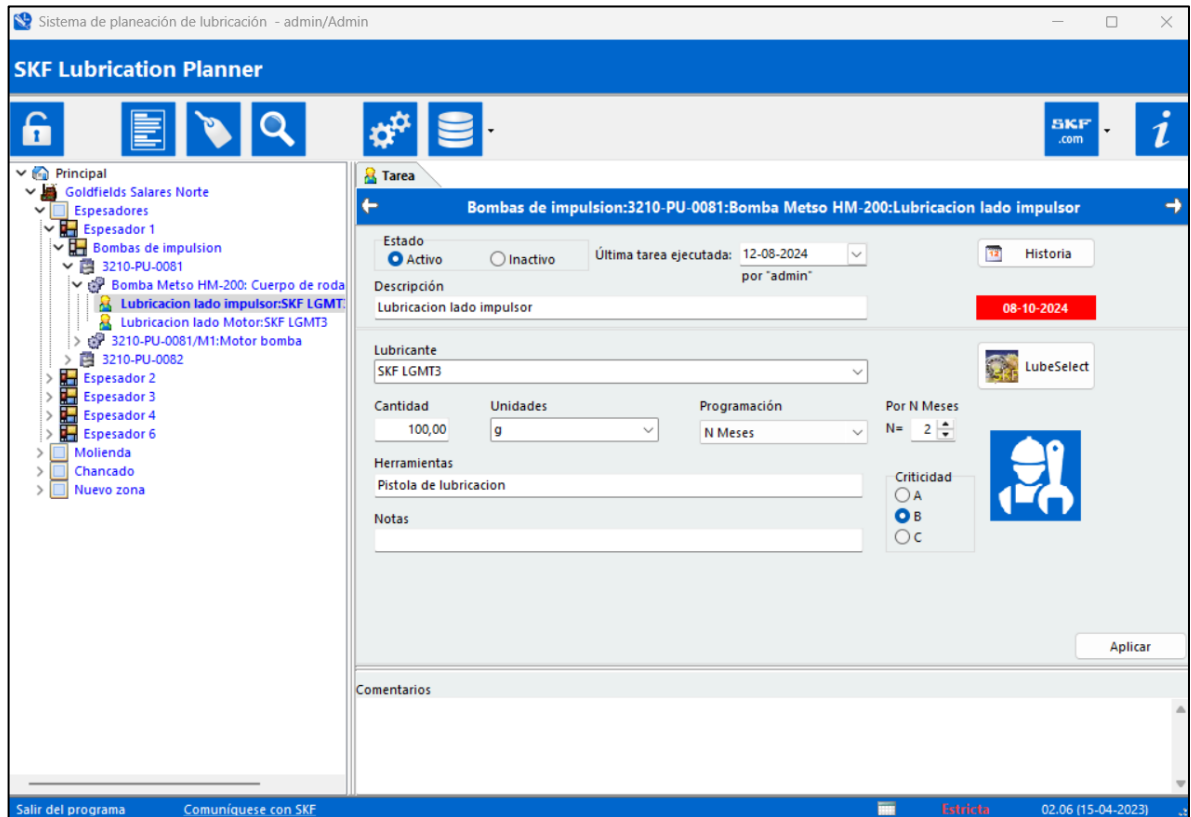 Sistema de planeación de lubricación - admin/Admin
SKF Lubrication Planner
SKF
.com
i
Principal
Goldfields Salares Norte
Espesadores
Espesador 1
Bombas de impulsion
3210-PU-0081
Bomba Metso HM-200: Cuerpo de roda
Lubricacion lado impulsor:SKF LGMT:
Lubricacion lado Motor:SKF LGMT3
3210-PU-0081/M1:Motor bomba
3210-PU-0082
Espesador 2
Espesador 3
Espesador 4
Espesador 6
Molienda
Chancado
Nuevo zona
Tarea
Bombas de impulsion:3210-PU-0081:Bomba Metso HM-200:Lubricacion lado impulsor
Estado
Activo Inactivo
Última tarea ejecutada: 12-08-2024
por "admin"
Historia
Descripción
Lubricacion lado impulsor
08-10-2024
Lubricante
SKF LGMT3
LubeSelect
Cantidad Unidades Programación Por N Meses
100,00 g N Meses N= 2
Herramientas
Pistola de lubricacion
Criticidad
A
B
C
Notas
Aplicar
Comentarios
Salir del programa Comuníquese con SKF Estricta 02.06 (15-04-2023)